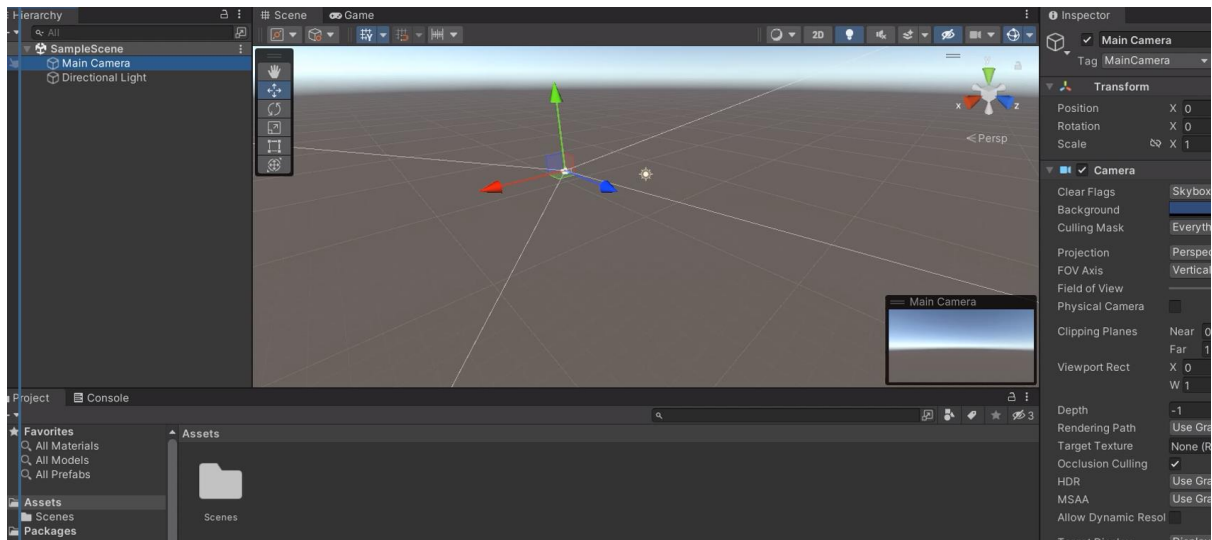 Hierarchy
All
SampleScene
Main Camera
Directional Light
Scene Game
2D
y
x
z
Persp
Main Camera
Inspector
Main Camera
Tag MainCamera
Transform
Position X 0
Rotation X 0
Scale X 1
Camera
Clear Flags Skybox
Background
Culling Mask Everyth
Projection Perspec
FOV Axis Vertical
Field of View
Physical Camera
Clipping Planes Near 0
Far 1
Viewport Rect X 0
W 1
Depth -1
Rendering Path Use Gra
Target Texture None (R
Occlusion Culling
HDR Use Gra
MSAA Use Gra
Allow Dynamic Resol
Project Console
3
Favorites
All Materials
All Models
All Prefabs
Assets
Scenes
Packages
Assets
Scenes